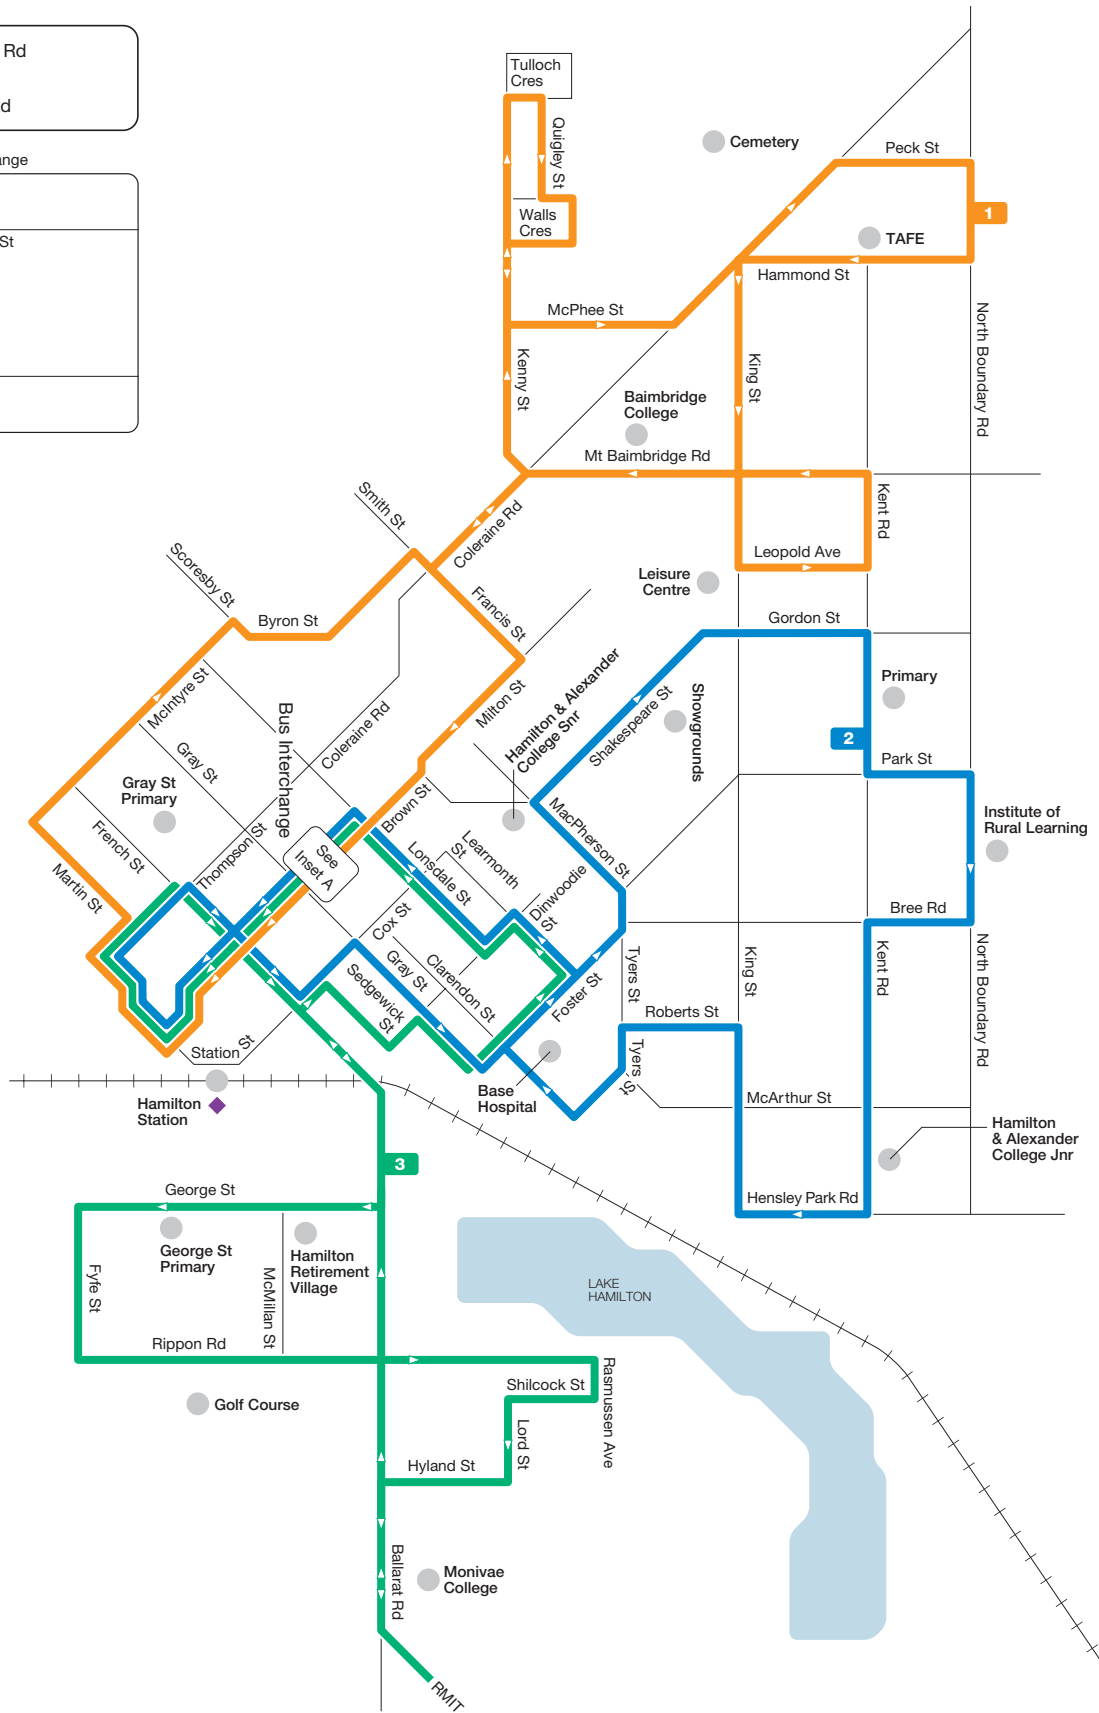 Rd
d
ange
St
Tulloch
Cres
Quigley St
Walls
Cres
Cemetery
Peck St
1
TAFE
Hammond St
McPhee St
Kenny St
King St
North Boundary Rd
Baimbridge
College
Mt Baimbridge Rd
Kent Rd
Smith St
Coleraine Rd
Leopold Ave
Leisure
Centre
Scoresby St
Byron St
Francis St
Gordon St
McIntyre St
Milton St
Hamilton & Alexander
College Snr
Shakespeare St
Showgrounds
Primary
2
Park St
Bus Interchange
Coleraine Rd
Gray St
Gray St
Primary
French St
Thompson St
See
Inset A
Brown St
Lonsdale St
Learmonth
St
MacPherson St
Dinwoodie
St
Institute of
Rural Learning
Martin St
Cox St
Gray St
Clarendon St
Sedgewick
St
Foster St
Tyers St
King St
Bree Rd
Kent Rd
North Boundary Rd
Roberts St
Tyers
St
Station St
Base
Hospital
McArthur St
Hamilton
Station
Hamilton
& Alexander
College Jnr
3
George St
Hensley Park Rd
George St
Primary
Hamilton
Retirement
Village
Fyfe St
McMillan St
LAKE
HAMILTON
Rippon Rd
Shilcock St
Rasmussen Ave
Golf Course
Lord St
Hyland St
Ballarat Rd
Monivae
College
RMIT